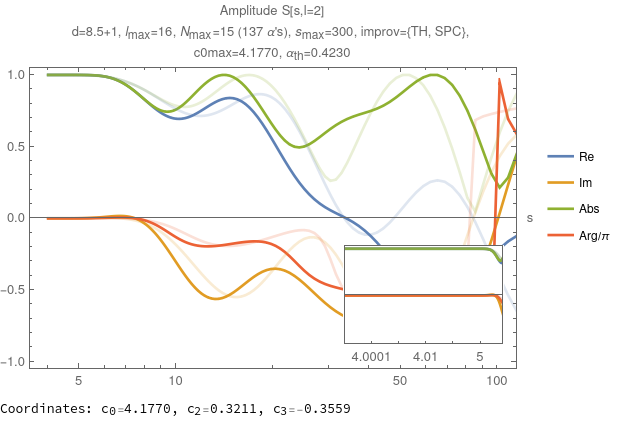 Amplitude S[s,l=2]
d=8.5+1, lmax=16, Nmax=15 (137 α's), smax=300, improv={TH, SPC},
c0max=4.1770, αth=0.4230
1.0
0.5
0.0
−0.5
−1.0
s
Re
Im
Abs
Arg/π
4.0001 4.01 5
5 10 50 100
Coordinates: c0=4.1770, c2=0.3211, c3=-0.3559